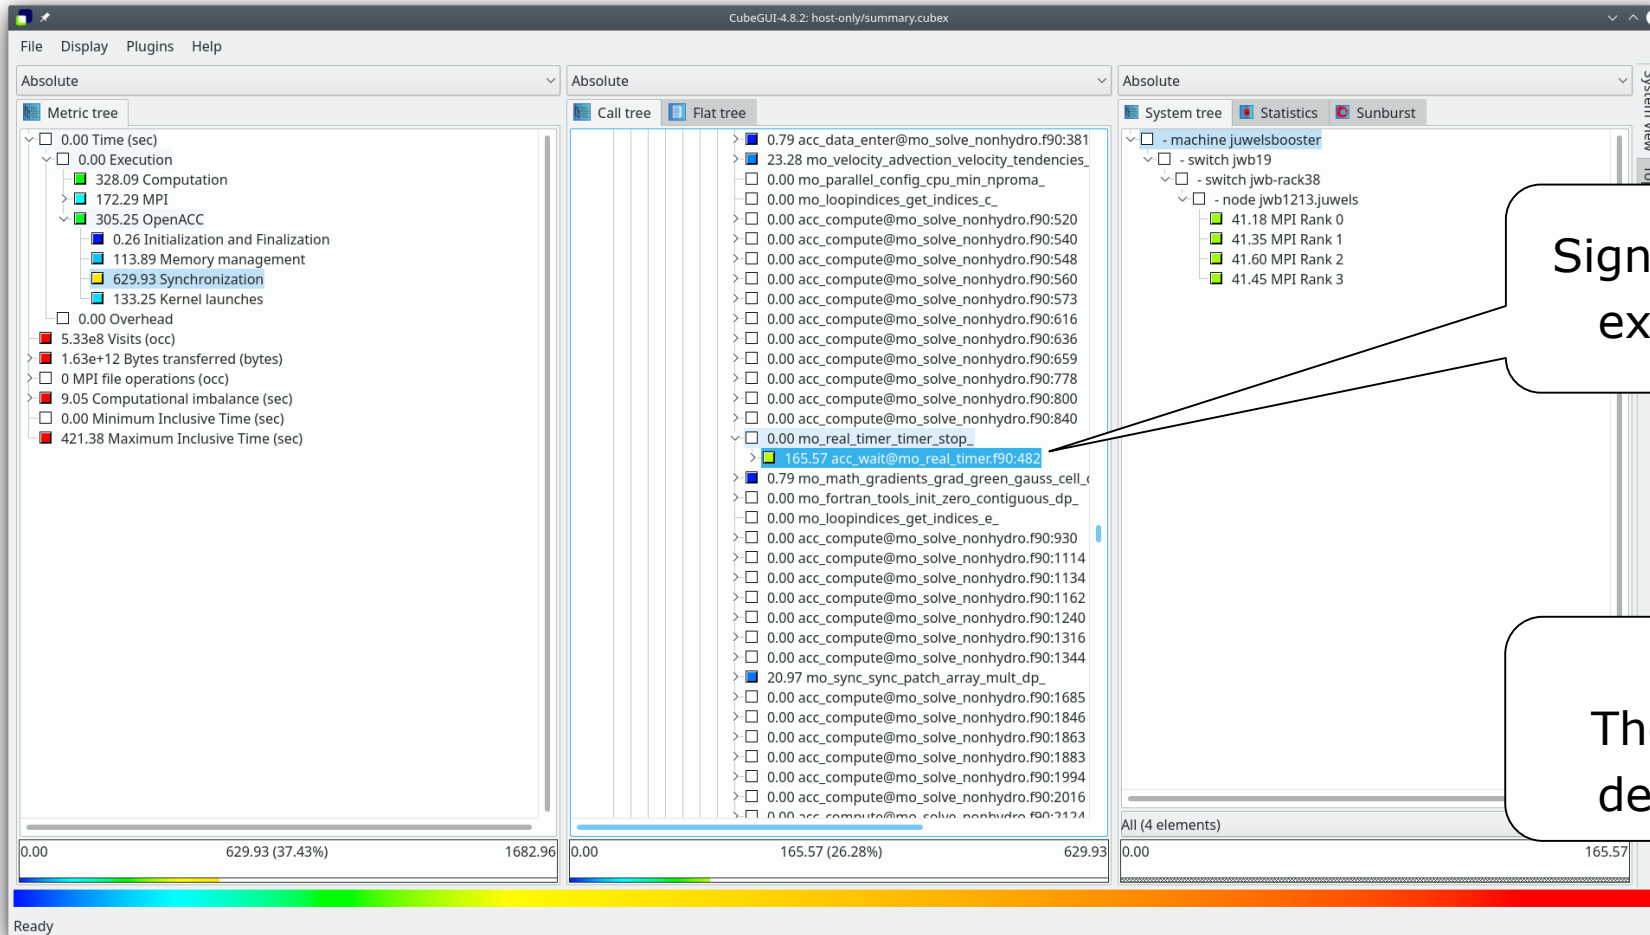 CubeGUI-4.8.2: host-only/summary.cubex
File Display Plugins Help
Absolute
Metric tree
0.00 Time (sec)
0.00 Execution
328.09 Computation
172.29 MPI
305.25 OpenACC
0.26 Initialization and Finalization
113.89 Memory management
629.93 Synchronization
133.25 Kernel launches
0.00 Overhead
5.33e8 Visits (occ)
1.63e+12 Bytes transferred (bytes)
0 MPI file operations (occ)
9.05 Computational imbalance (sec)
0.00 Minimum Inclusive Time (sec)
421.38 Maximum Inclusive Time (sec)
0.00 629.93 (37.43%) 1682.96
Absolute
Call tree Flat tree
0.79 acc_data_enter@mo_solve_nonhydro.f90:381
23.28 mo_velocity_advection_velocity_tendencies_
0.00 mo_parallel_config_cpu_min_nproma_
0.00 mo_loopindices_get_indices_c_
0.00 acc_compute@mo_solve_nonhydro.f90:520
0.00 acc_compute@mo_solve_nonhydro.f90:540
0.00 acc_compute@mo_solve_nonhydro.f90:548
0.00 acc_compute@mo_solve_nonhydro.f90:560
0.00 acc_compute@mo_solve_nonhydro.f90:573
0.00 acc_compute@mo_solve_nonhydro.f90:616
0.00 acc_compute@mo_solve_nonhydro.f90:636
0.00 acc_compute@mo_solve_nonhydro.f90:659
0.00 acc_compute@mo_solve_nonhydro.f90:778
0.00 acc_compute@mo_solve_nonhydro.f90:800
0.00 acc_compute@mo_solve_nonhydro.f90:840
0.00 mo_real_timer_timer_stop_
165.57 acc_wait@mo_real_timer.f90:482
0.79 mo_math_gradients_grad_green_gauss_cell_
0.00 mo_fortran_tools_init_zero_contiguous_dp_
0.00 mo_loopindices_get_indices_e_
0.00 acc_compute@mo_solve_nonhydro.f90:930
0.00 acc_compute@mo_solve_nonhydro.f90:1114
0.00 acc_compute@mo_solve_nonhydro.f90:1134
0.00 acc_compute@mo_solve_nonhydro.f90:1162
0.00 acc_compute@mo_solve_nonhydro.f90:1240
0.00 acc_compute@mo_solve_nonhydro.f90:1316
0.00 acc_compute@mo_solve_nonhydro.f90:1344
20.97 mo_sync_sync_patch_array_mult_dp_
0.00 acc_compute@mo_solve_nonhydro.f90:1685
0.00 acc_compute@mo_solve_nonhydro.f90:1846
0.00 acc_compute@mo_solve_nonhydro.f90:1863
0.00 acc_compute@mo_solve_nonhydro.f90:1883
0.00 acc_compute@mo_solve_nonhydro.f90:1994
0.00 acc_compute@mo_solve_nonhydro.f90:2016
0.00 acc_compute@mo_solve_nonhydro.f90:2124
0.00 165.57 (26.28%) 629.93
Absolute
System tree Statistics Sunburst
- machine juwelsbooster
- switch jwb19
- switch jwb-rack38
- node jwb1213.juwels
41.18 MPI Rank 0
41.35 MPI Rank 1
41.60 MPI Rank 2
41.45 MPI Rank 3
All (4 elements)
0.00 165.57
Sign
ex
de
Ready